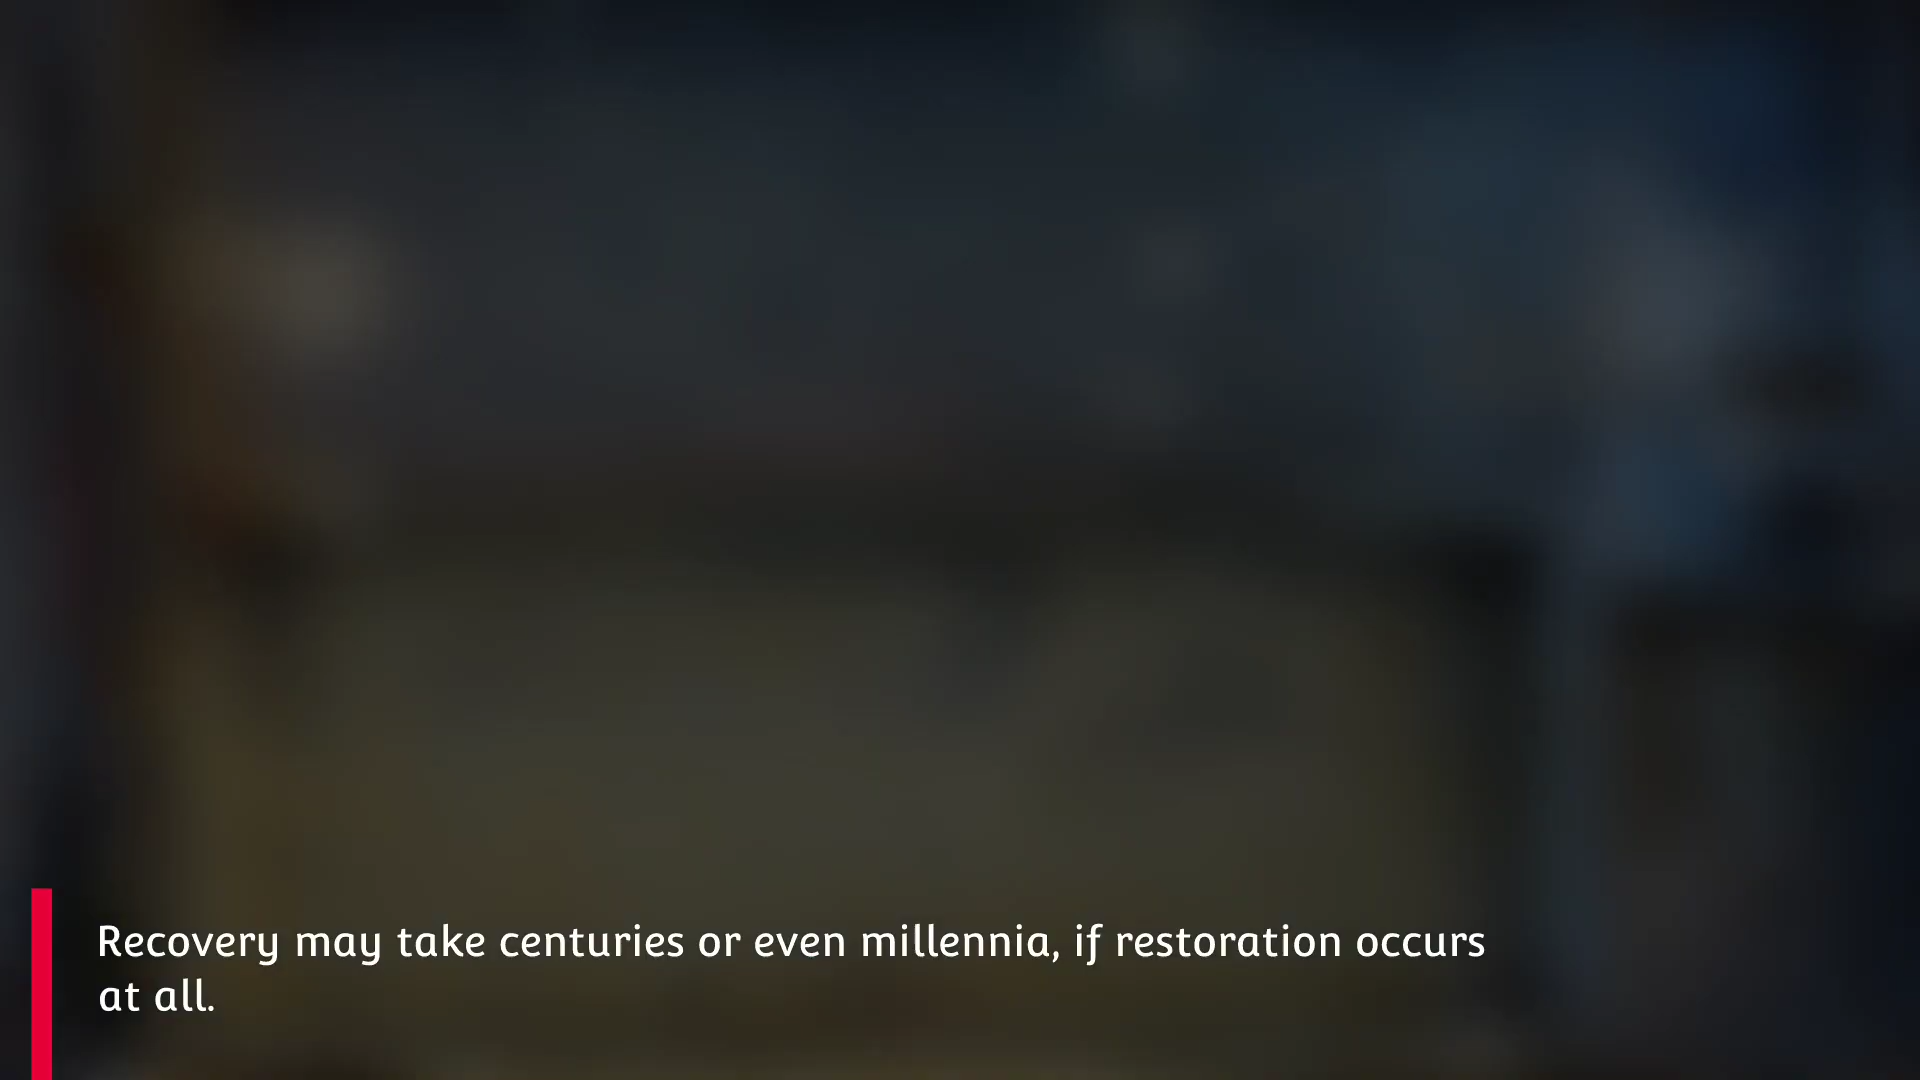 Recovery may take centuries or even millennia, if restoration occurs
at all.